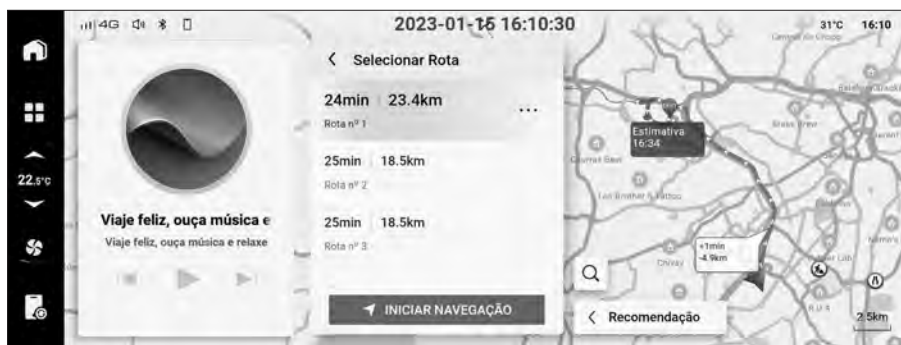 4G
2023-01-15 16:10:30
31°C 16:10
22.5°C
Viaje feliz, ouça música e
Viaje feliz, ouça música e relaxe
Selecionar Rota
24min 23.4km
...
Rota nº 1
25min 18.5km
Rota nº 2
25min 18.5km
Rota nº 3
INICIAR NAVEGAÇÃO
Estimativa
16:34
+1min
-4.9km
Recomendação
2.5km